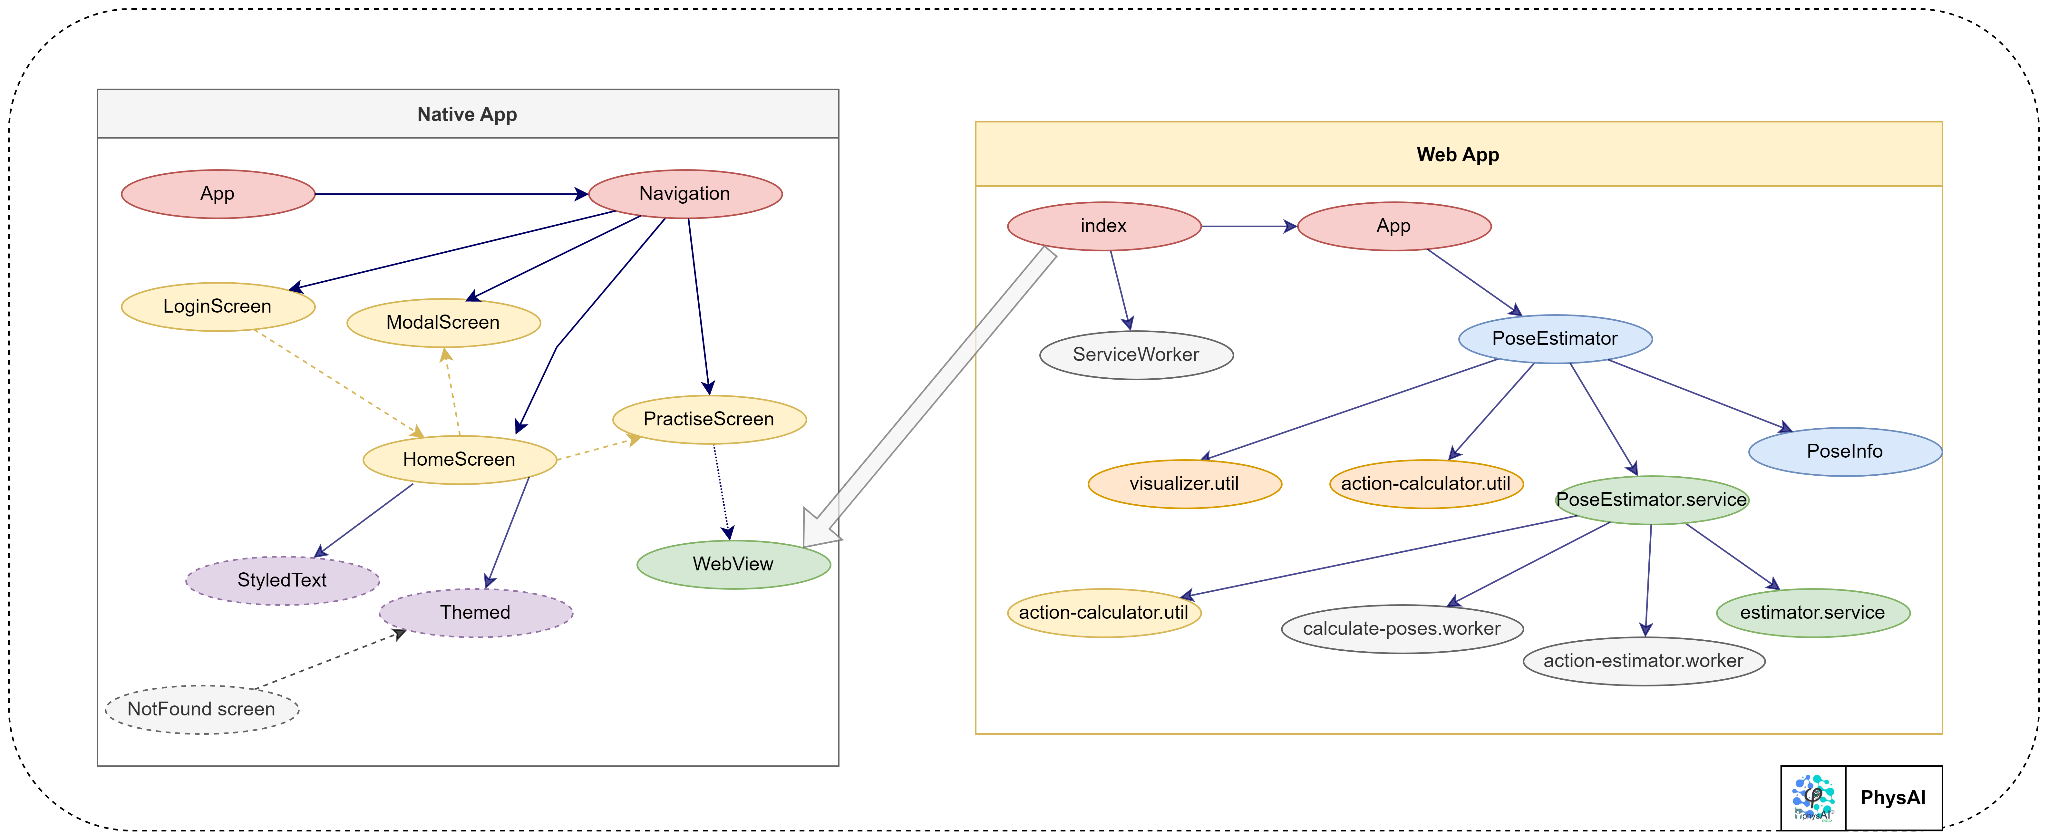 Native App
Web App
App
Navigation
index
App
LoginScreen
ModalScreen
ServiceWorker
PoseEstimator
PractiseScreen
HomeScreen
PoseInfo
visualizer.util
action-calculator.util
PoseEstimator.service
WebView
StyledText
Themed
action-calculator.util
calculate-poses.worker
estimator.service
action-estimator.worker
NotFound screen
physAI
PhysAI